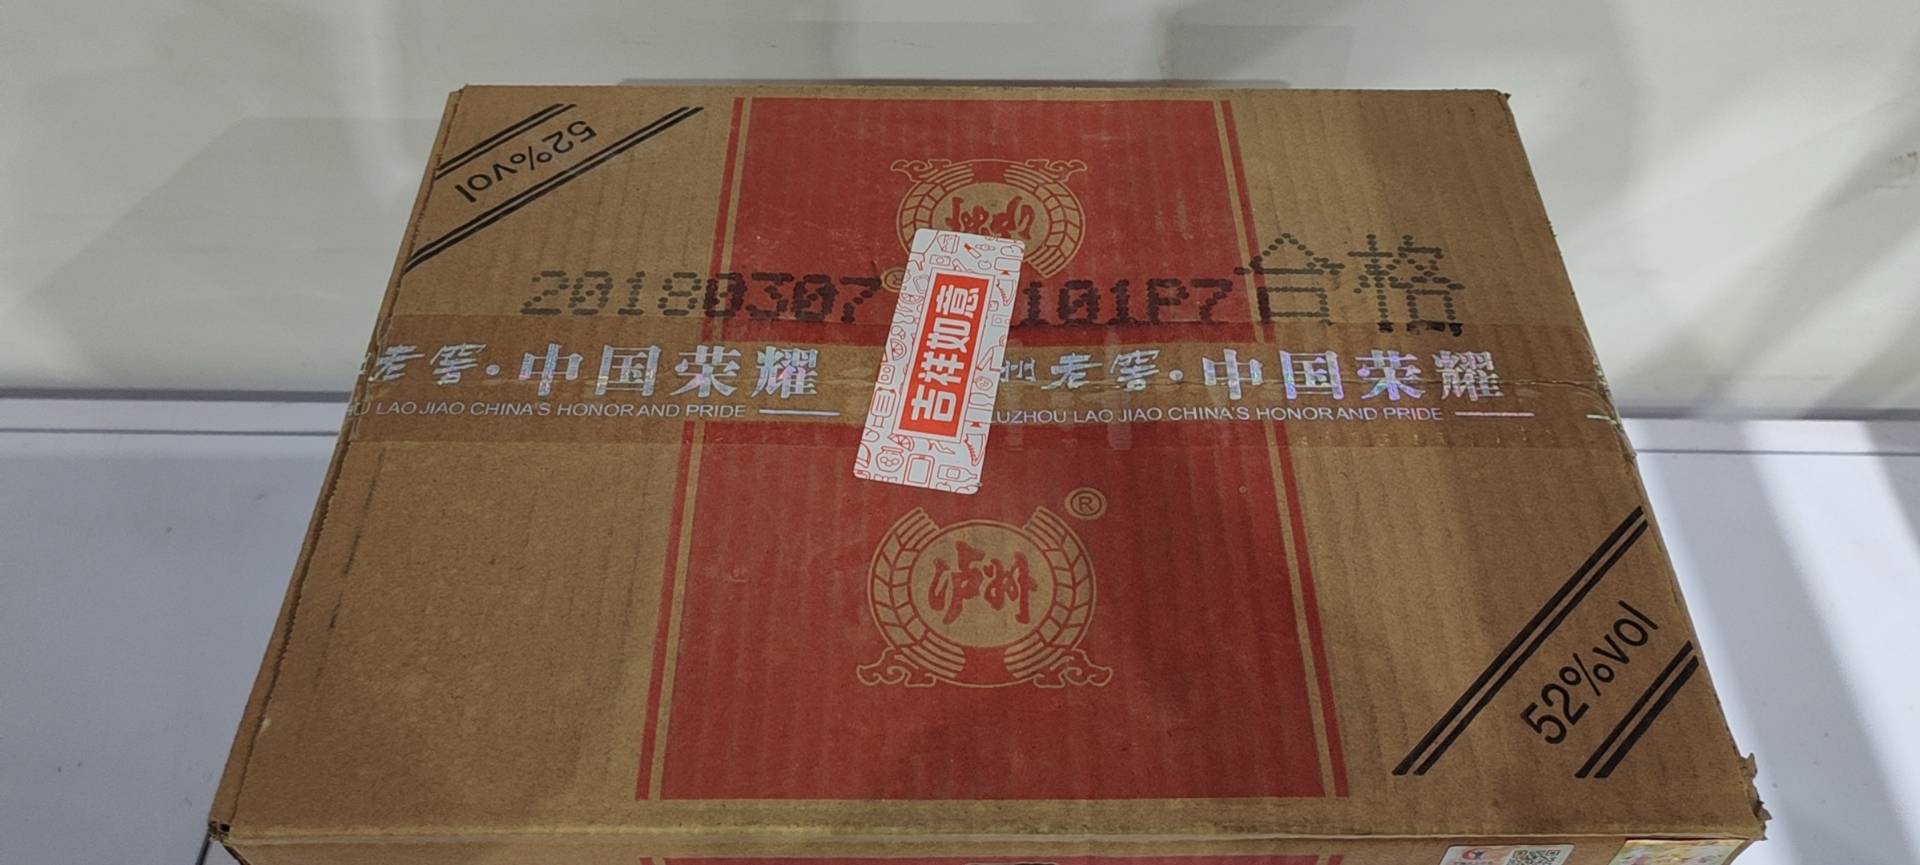 52%vol
20180307 101P7 合格
老窖·中国荣耀 老窖·中国荣耀
LAO JIAO CHINA'S HONOR AND PRIDE LUZHOU LAO JIAO CHINA'S HONOR AND PRIDE
吉祥如意
®
泸州
52%vol